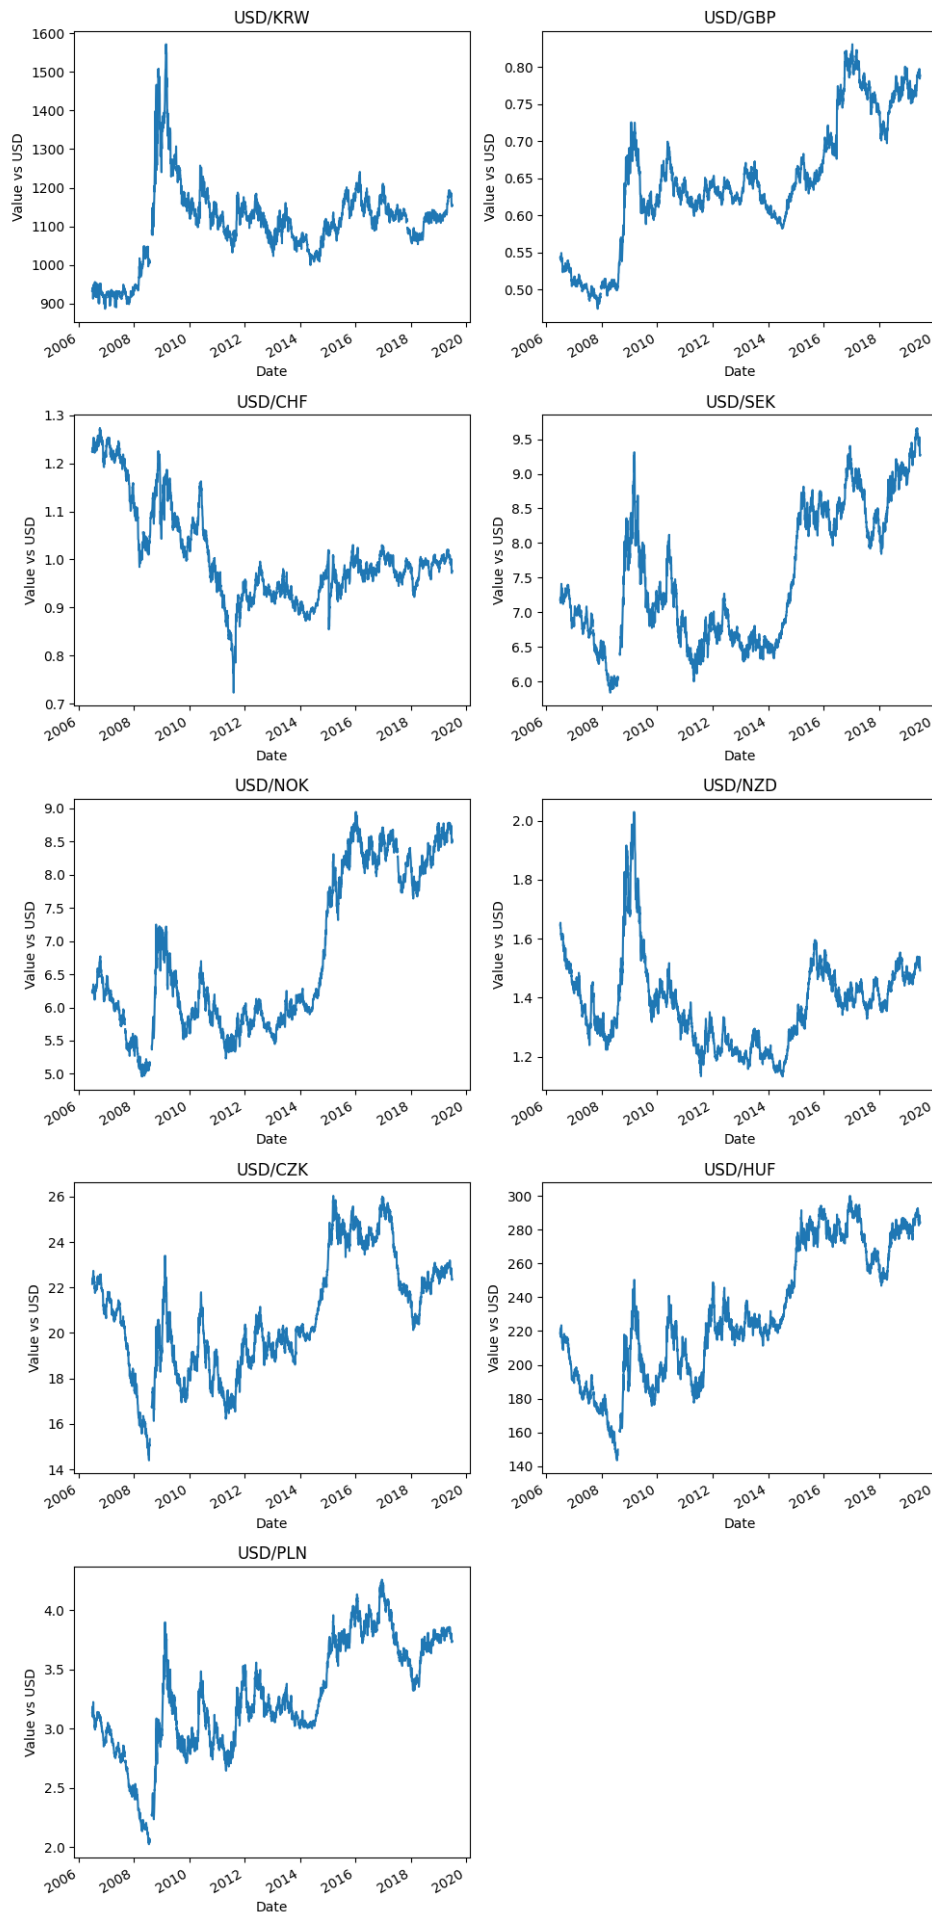 USD/KRW
1600
1500
1400
1300
1200
1100
1000
900
Value vs USD
2006 2008 2010 2012 2014 2016 2018 2020
Date
USD/GBP
0.80
0.75
0.70
0.65
0.60
0.55
0.50
Value vs USD
2006 2008 2010 2012 2014 2016 2018 2020
Date
USD/CHF
1.3
1.2
1.1
1.0
0.9
0.8
0.7
Value vs USD
2006 2008 2010 2012 2014 2016 2018 2020
Date
USD/SEK
9.5
9.0
8.5
8.0
7.5
7.0
6.5
6.0
Value vs USD
2006 2008 2010 2012 2014 2016 2018 2020
Date
USD/NOK
9.0
8.5
8.0
7.5
7.0
6.5
6.0
5.5
5.0
Value vs USD
2006 2008 2010 2012 2014 2016 2018 2020
Date
USD/NZD
2.0
1.8
1.6
1.4
1.2
Value vs USD
2006 2008 2010 2012 2014 2016 2018 2020
Date
USD/CZK
26
24
22
20
18
16
14
Value vs USD
2006 2008 2010 2012 2014 2016 2018 2020
Date
USD/HUF
300
280
260
240
220
200
180
160
140
Value vs USD
2006 2008 2010 2012 2014 2016 2018 2020
Date
USD/PLN
4.0
3.5
3.0
2.5
2.0
Value vs USD
2006 2008 2010 2012 2014 2016 2018 2020
Date